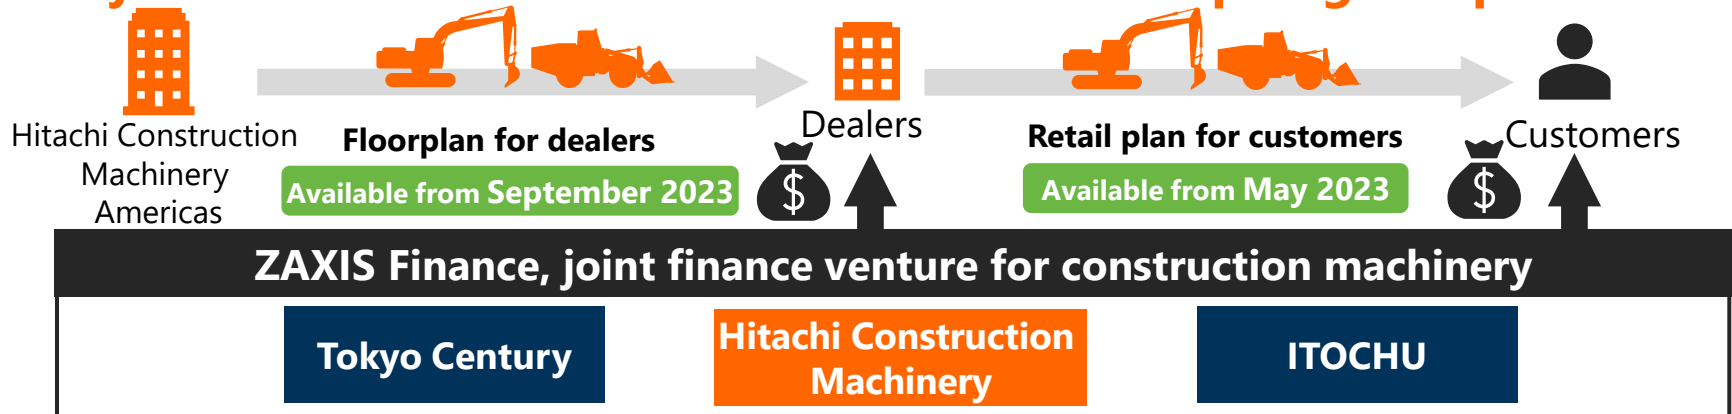 Hitachi Construction
Machinery
Americas
Floorplan for dealers
Available from September 2023
$
Dealers
Retail plan for customers
Available from May 2023
$
Customers
ZAXIS Finance, joint finance venture for construction machinery
Tokyo Century
Hitachi Construction
Machinery
ITOCHU